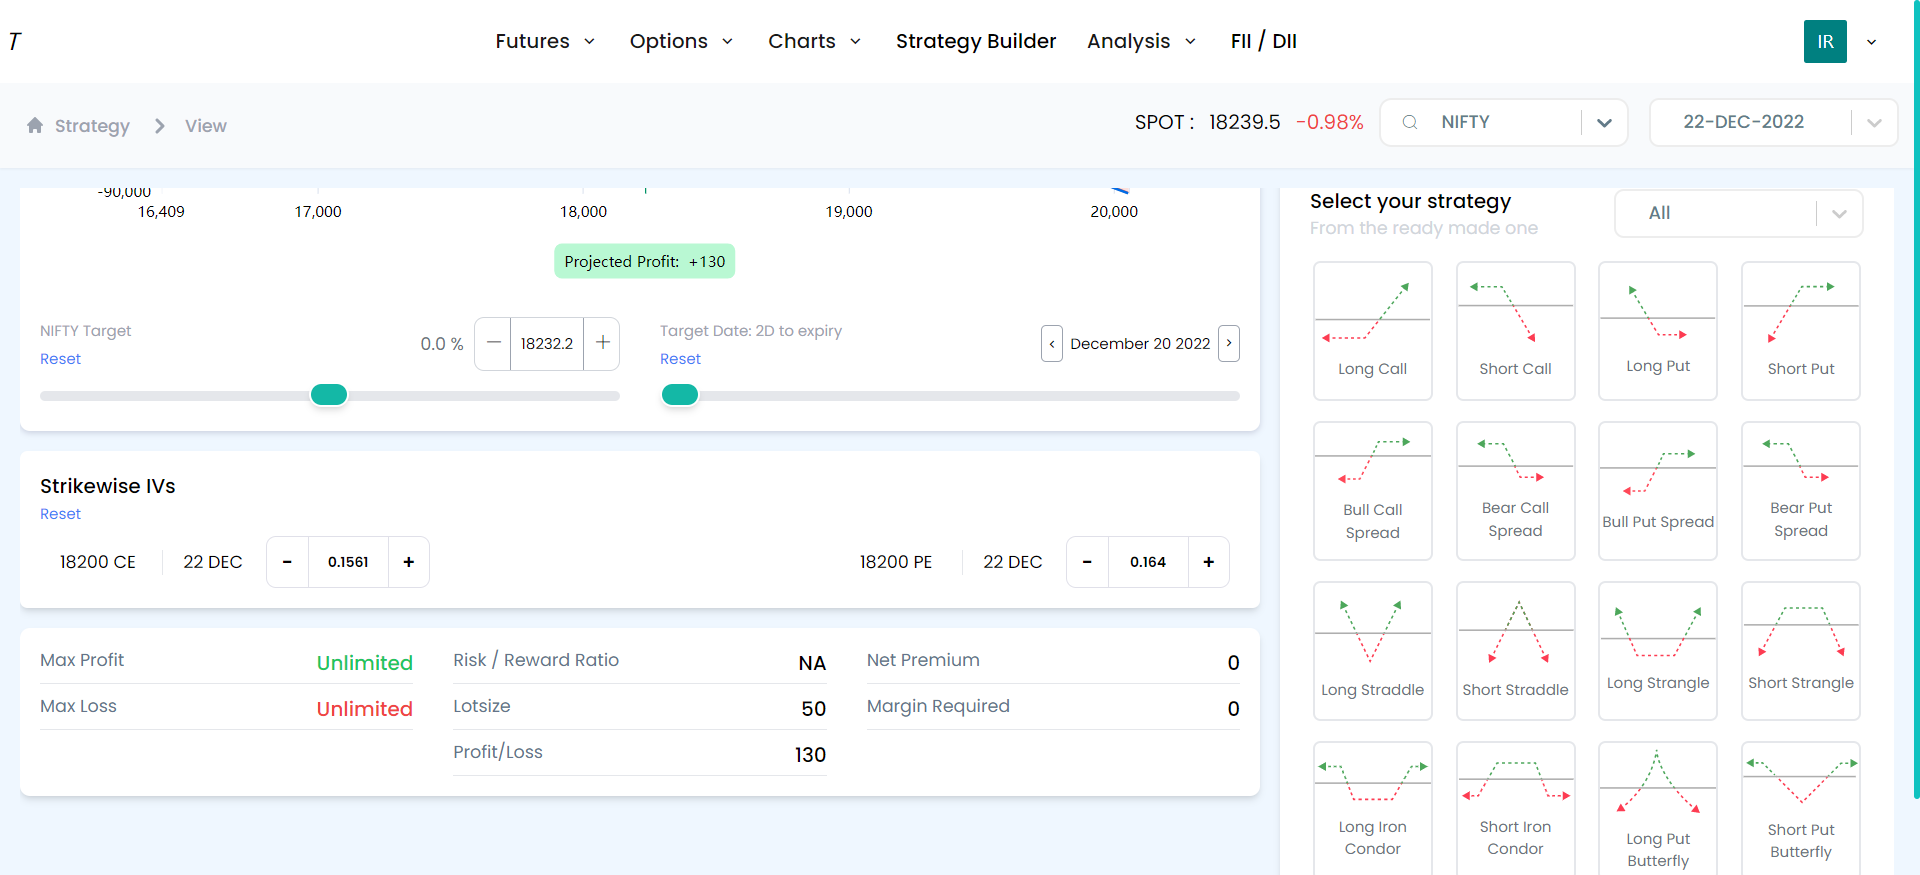 T
Futures
Options
Charts
Strategy Builder
Analysis
FII / DII
IR
Strategy
View
SPOT : 18239.5 -0.98%
NIFTY
22-DEC-2022
-90,000
16,409
17,000
18,000
19,000
20,000
Projected Profit: +130
NIFTY Target
Reset
0.0 %
18232.2
Target Date: 2D to expiry
Reset
December 20 2022
Strikewise IVs
Reset
18200 CE
22 DEC
- 0.1561 +
18200 PE
22 DEC
- 0.164 +
Max Profit Unlimited
Max Loss Unlimited
Risk / Reward Ratio NA
Lotsize 50
Profit/Loss 130
Net Premium 0
Margin Required 0
Select your strategy
From the ready made one
All
Long Call
Short Call
Long Put
Short Put
Bull Call
Spread
Bear Call
Spread
Bull Put Spread
Bear Put
Spread
Long Straddle
Short Straddle
Long Strangle
Short Strangle
Long Iron
Condor
Short Iron
Condor
Long Put
Butterfly
Short Put
Butterfly